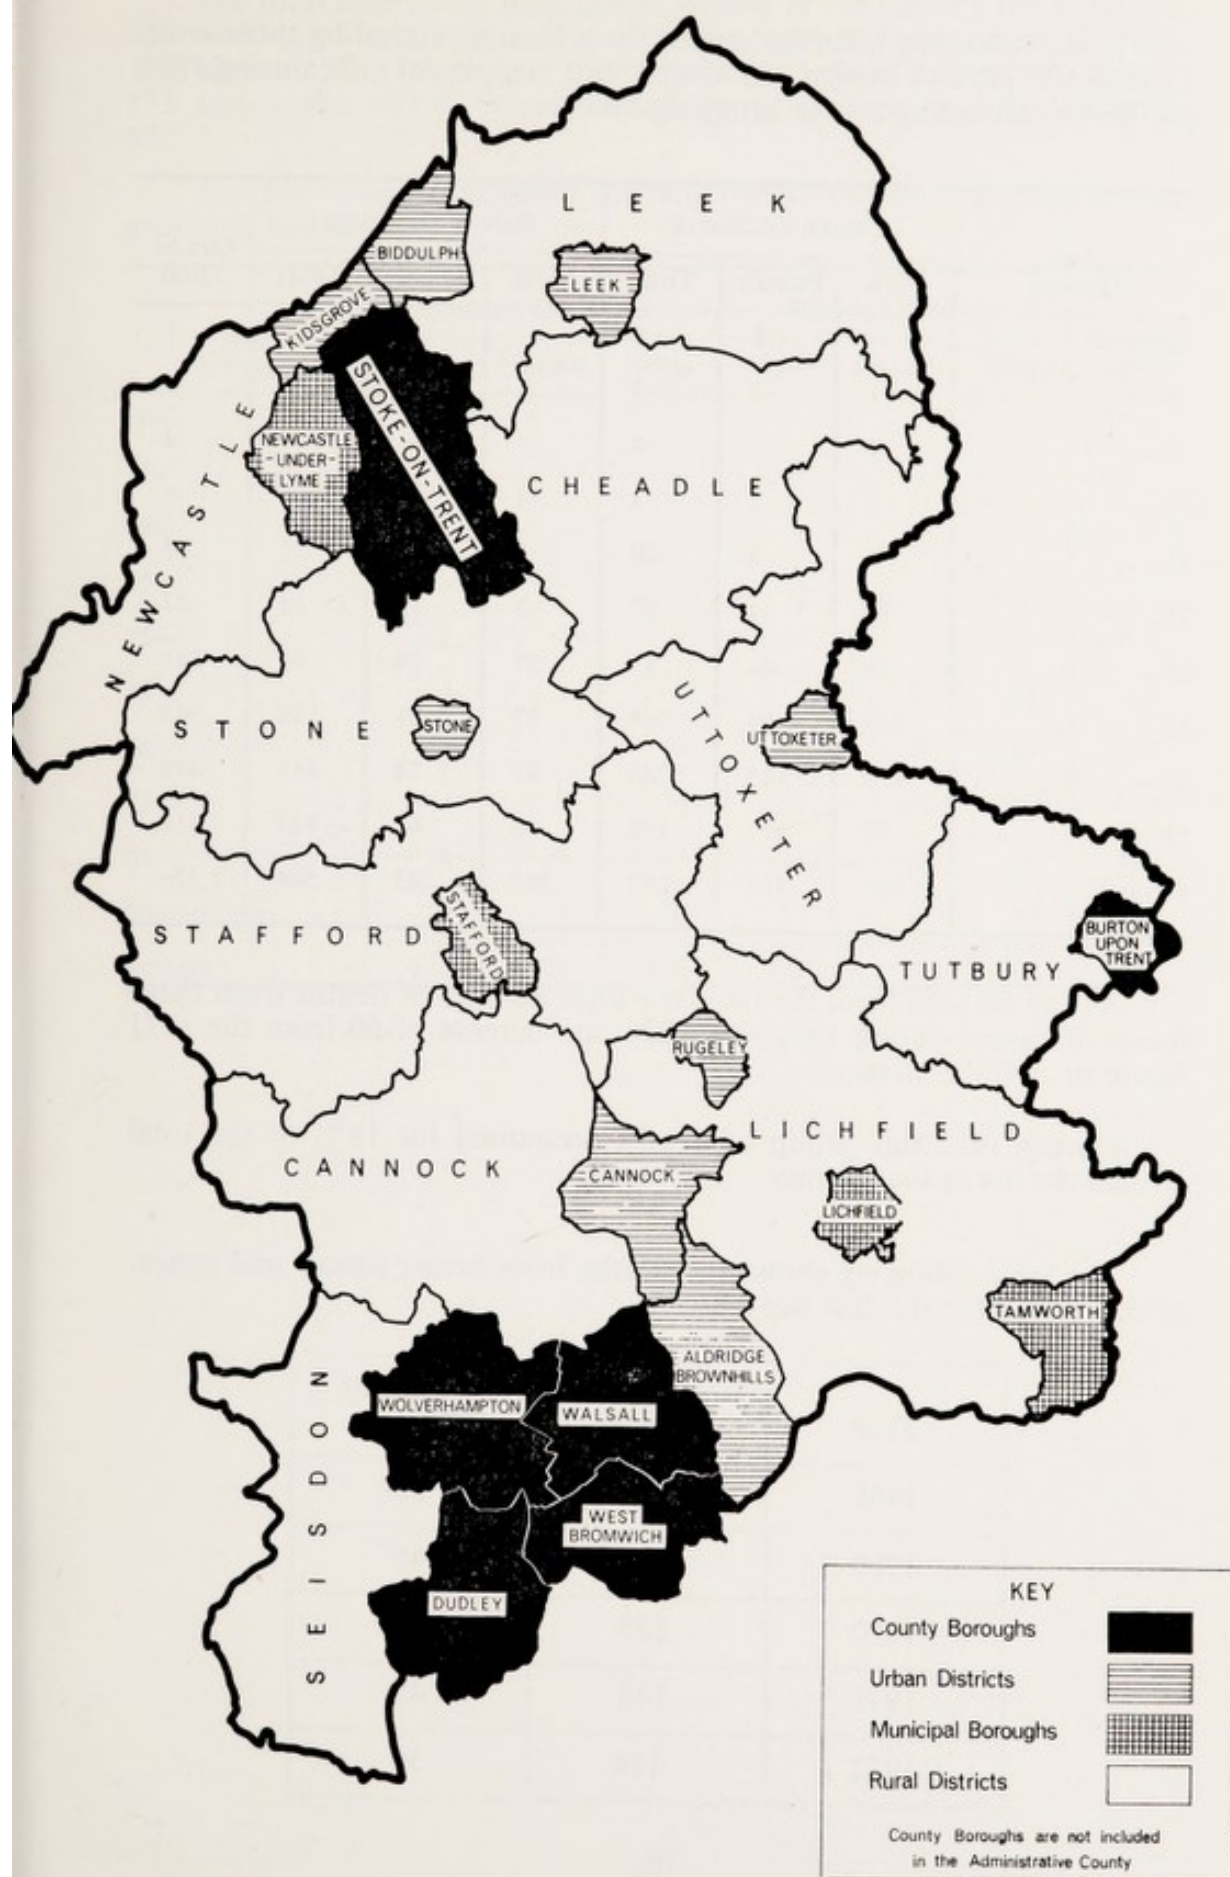 LEEK
BIDDULPH
LEEK
KIDSGROVE
STOKE-ON-TRENT
NEWCASTLE
NEWCASTLE
-UNDER-
LYME
CHEADLE
STONE
STONE
UTTOXETER
UTTOXETER
STAFFORD
STAFFORD
BURTON
UPON
TRENT
TUTBURY
RUGELEY
LICHFIELD
CANNOCK
CANNOCK
LICHFIELD
TAMWORTH
ALDRIDGE
BROWNHILLS
SEISDON
WOLVERHAMPTON
WALSALL
WEST
BROMWICH
DUDLEY
KEY
County Boroughs
Urban Districts
Municipal Boroughs
Rural Districts
County Boroughs are not included
in the Administrative County